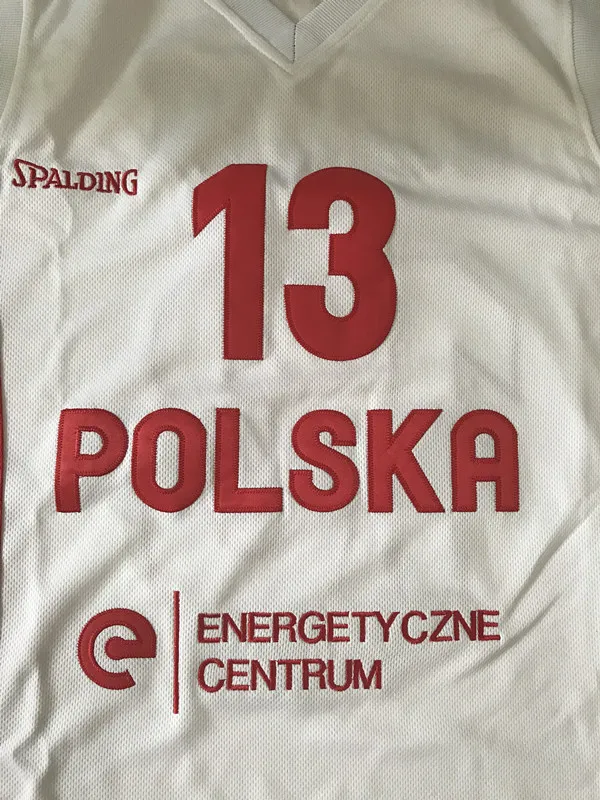 SPALDING
13
POLSKA
e
ENERGETYCZNE
CENTRUM